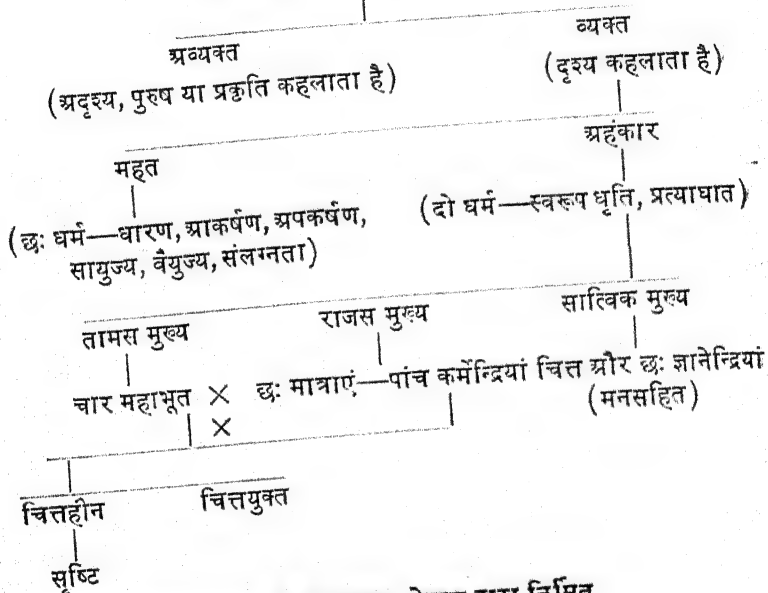 अव्यक्त
व्यक्त
(अदृश्य, पुरुष या प्रकृति कहलाता है)
(दृश्य कहलाता है)
महत
अहंकार
(छः धर्म—धारण, आकर्षण, अपकर्षण,
सायुज्य, वैयुज्य, संलग्नता)
(दो धर्म—स्वरूप धृति, प्रत्याघात)
तामस मुख्य
राजस मुख्य
सात्विक मुख्य
चार महाभूत × छः मात्राएं—पांच कर्मेन्द्रियां चित्त और छः ज्ञानेन्द्रियां
(मनसहित)
×
चित्तहीन
चित्तयुक्त
सृष्टि